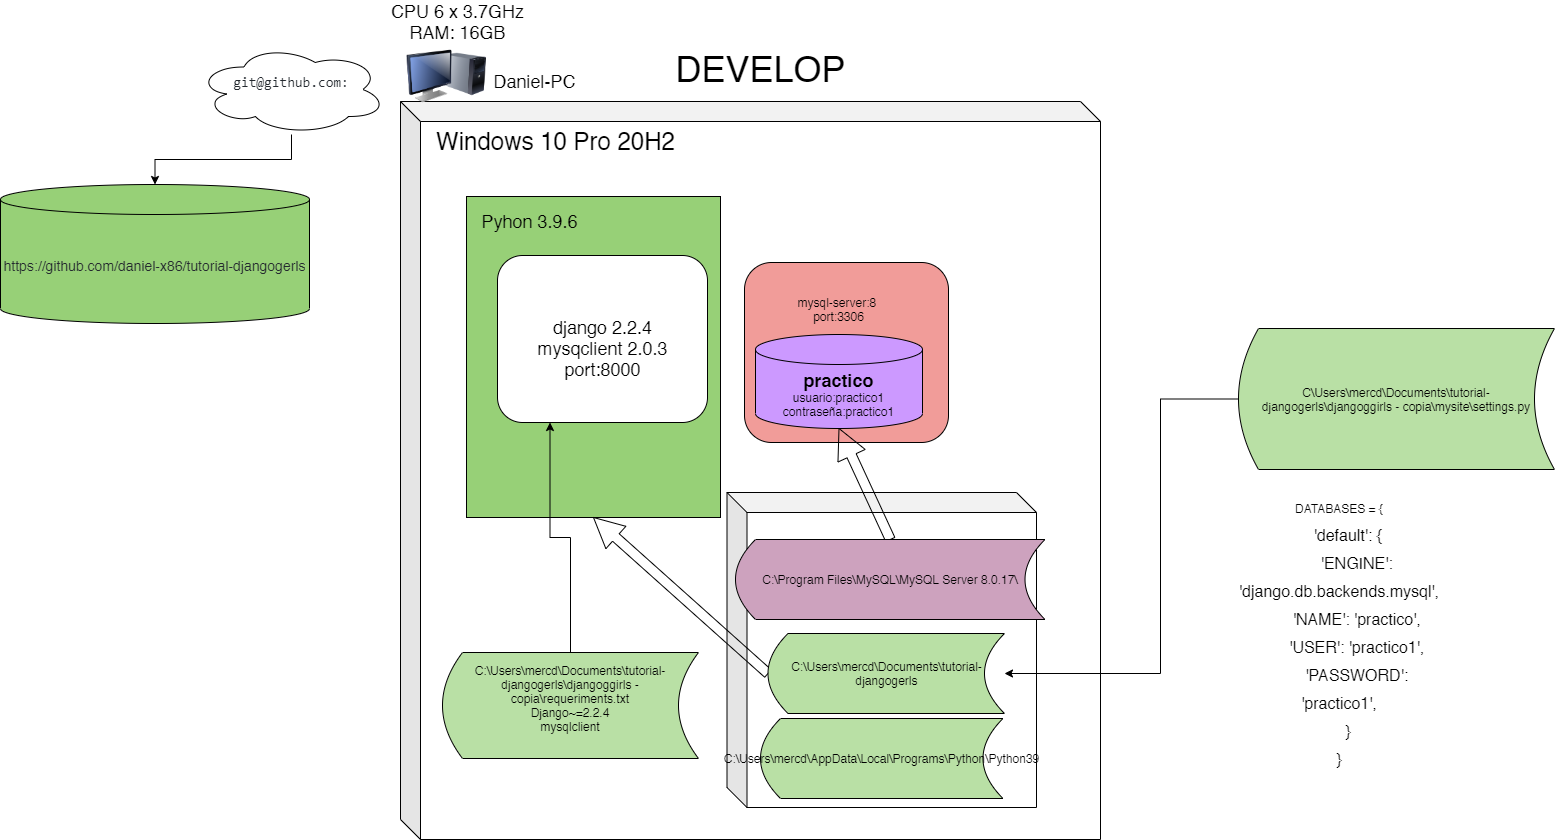 CPU 6 x 3.7GHz
RAM: 16GB
Daniel-PC
DEVELOP
git@github.com:
https://github.com/daniel-x86/tutorial-djangogerls
Windows 10 Pro 20H2
Pyhon 3.9.6
django 2.2.4
mysqclient 2.0.3
port:8000
mysql-server:8
port:3306
practico
usuario:practico1
contraseña:practico1
C:\Program Files\MySQL\MySQL Server 8.0.17\
C:\Users\mercd\Documents\tutorial-
djangogerls
C:\Users\mercd\AppData\Local\Programs\Python\Python39
C:\Users\mercd\Documents\tutorial-
djangogerls\djangoggirls -
copia\requeriments.txt
Django~=2.2.4
mysqlclient
C\Users\mercd\Documents\tutorial-
djangogerls\djangoggirls - copia\mysite\settings.py
DATABASES = {
'default': {
'ENGINE':
'django.db.backends.mysql',
'NAME': 'practico',
'USER': 'practico1',
'PASSWORD':
'practico1',
}
}